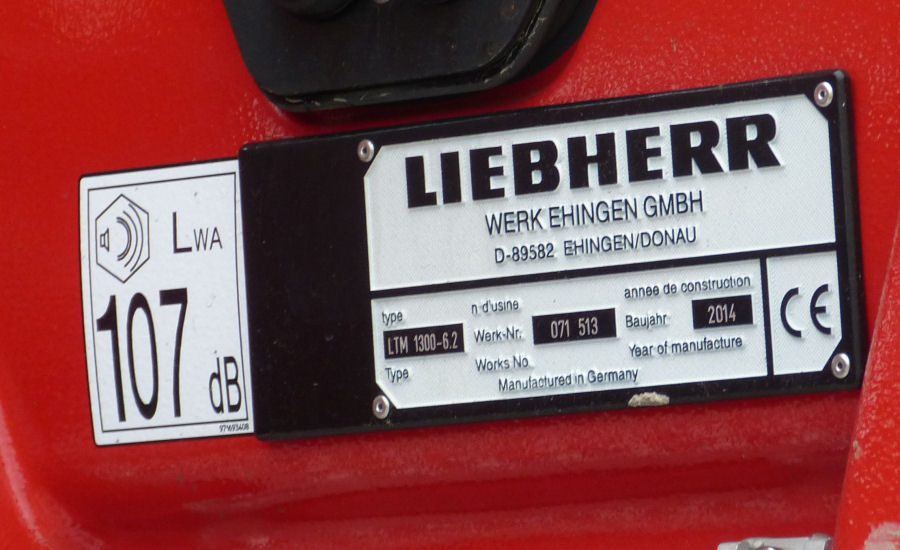 LWA
107
dB
971693408
LIEBHERR
WERK EHINGEN GMBH
D-89582 EHINGEN/DONAU
type
LTM 1300-6.2
Type
n d'usine
Werk-Nr.
071 513
Works No
annee de construction
Baujahr
2014
Year of manufacture
Manufactured in Germany
CE